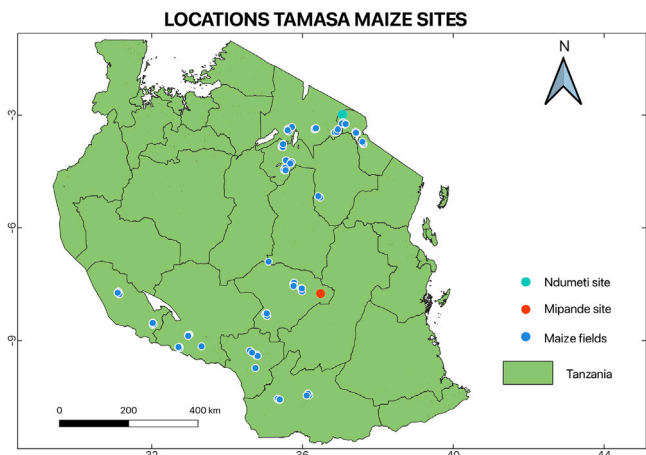 LOCATIONS TAMASA MAIZE SITES
N
-3
-6
-9
Ndumeti site
Mipande site
Maize fields
Tanzania
0 200 400 km
32 36 40 44